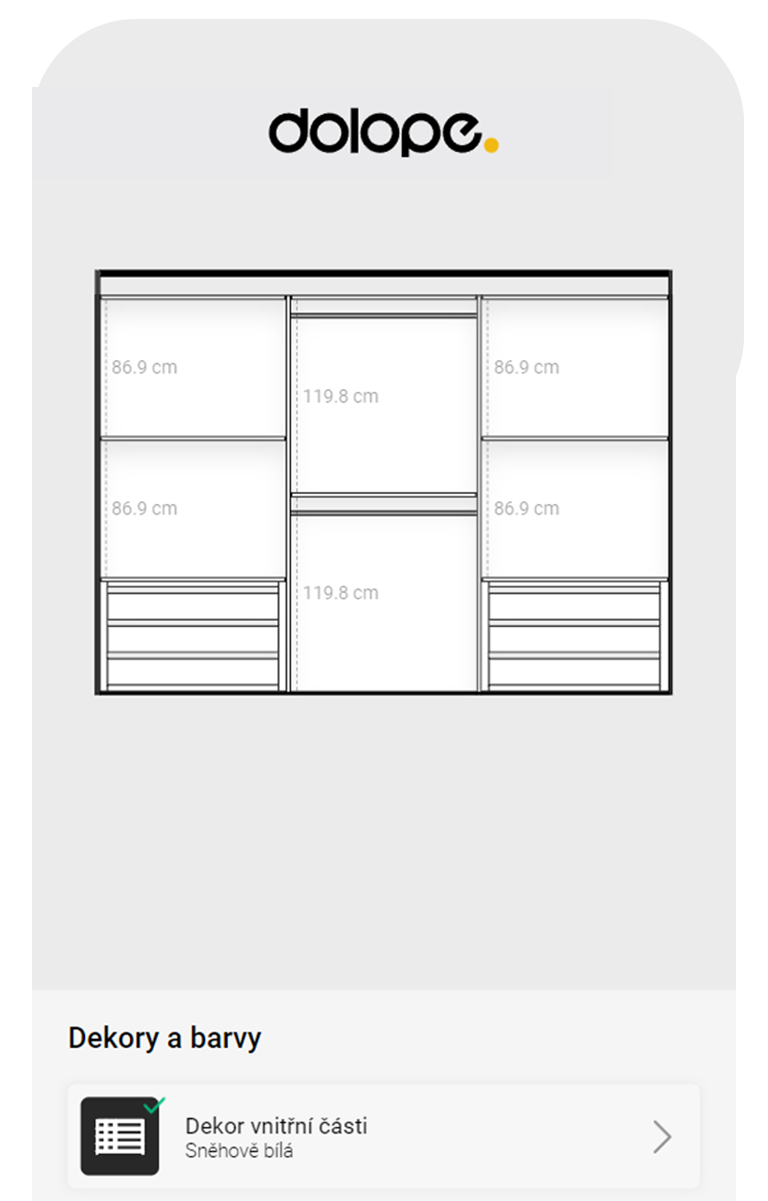 dolope.
86.9 cm
119.8 cm
86.9 cm
86.9 cm
119.8 cm
86.9 cm
Dekory a barvy
Dekor vnitřní části
Sněhově bílá